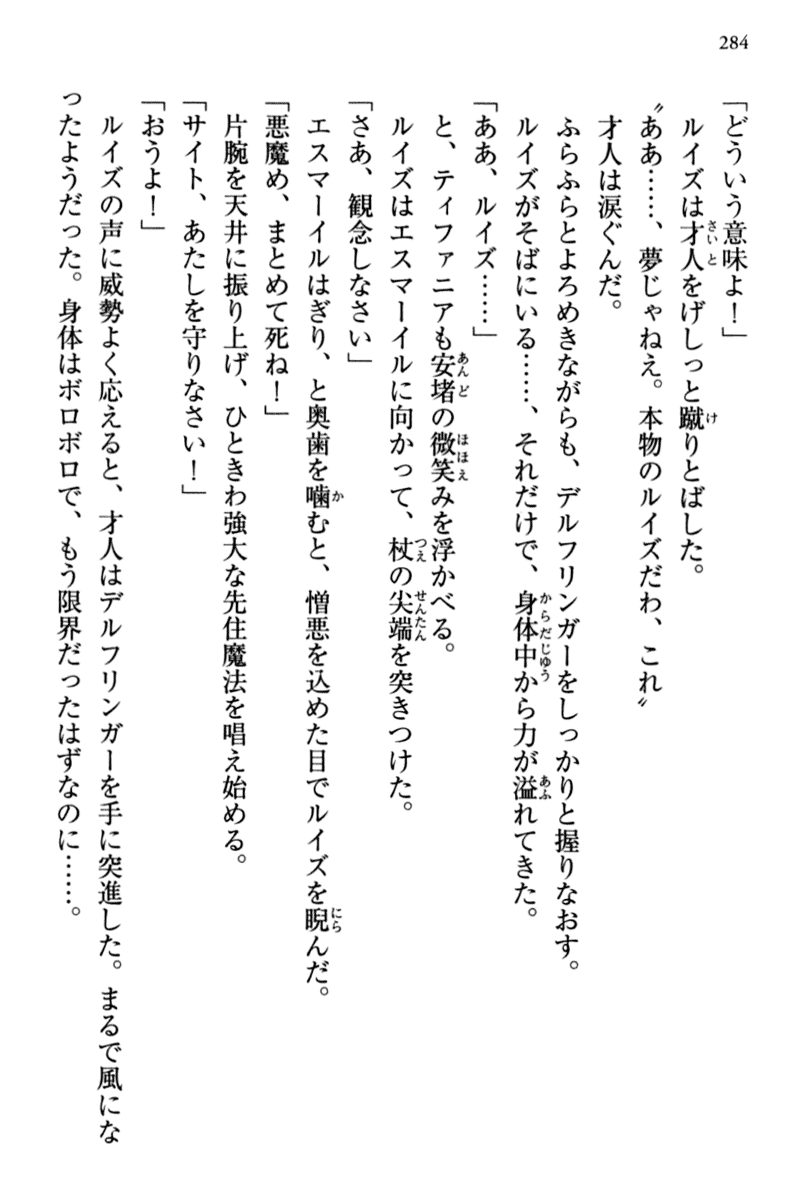 284
「どういう意味よ！」
ルイズは才人をげしっと蹴りとばした。
〝ああ……、夢じゃねえ。本物のルイズだわ、これ〟
才人は涙ぐんだ。
ふらふらとよろめきながらも、デルフリンガーをしっかりと握りなおす。
ルイズがそばにいる……、それだけで、身体中から力が溢れてきた。
「ああ、ルイズ……」
と、ティファニアも安堵の微笑みを浮かべる。
ルイズはエスマーイルに向かって、杖の尖端を突きつけた。
「さあ、観念しなさい」
エスマーイルはぎり、と奥歯を噛むと、憎悪を込めた目でルイズを睨んだ。
「悪魔め、まとめて死ね！」
片腕を天井に振り上げ、ひときわ強大な先住魔法を唱え始める。
「サイト、あたしを守りなさい！」
「おうよ！」
ルイズの声に威勢よく応えると、才人はデルフリンガーを手に突進した。まるで風にな
ったようだった。身体はボロボロで、もう限界だったはずなのに……。